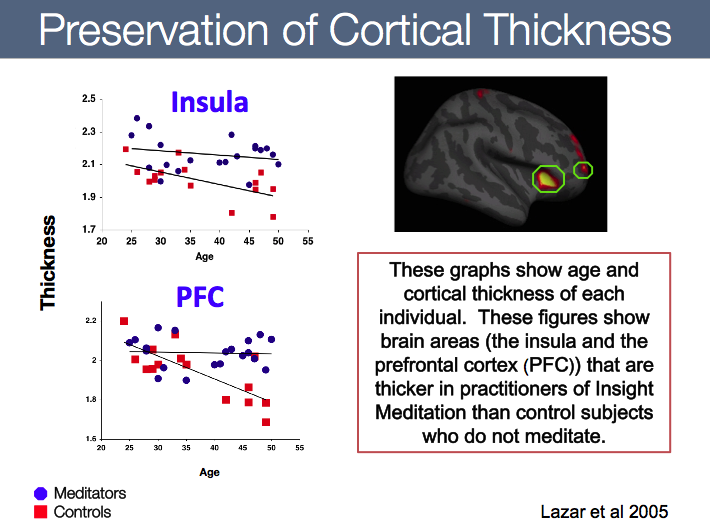 Preservation of Cortical Thickness
Insula
2.5
2.3
2.1
1.9
1.7
20 25 30 35 40 45 50 55
Age
Thickness
PFC
2.2
2
1.8
1.6
20 25 30 35 40 45 50 55
Age
Meditators
Controls
These graphs show age and
cortical thickness of each
individual. These figures show
brain areas (the insula and the
prefrontal cortex (PFC)) that are
thicker in practitioners of Insight
Meditation than control subjects
who do not meditate.
Lazar et al 2005